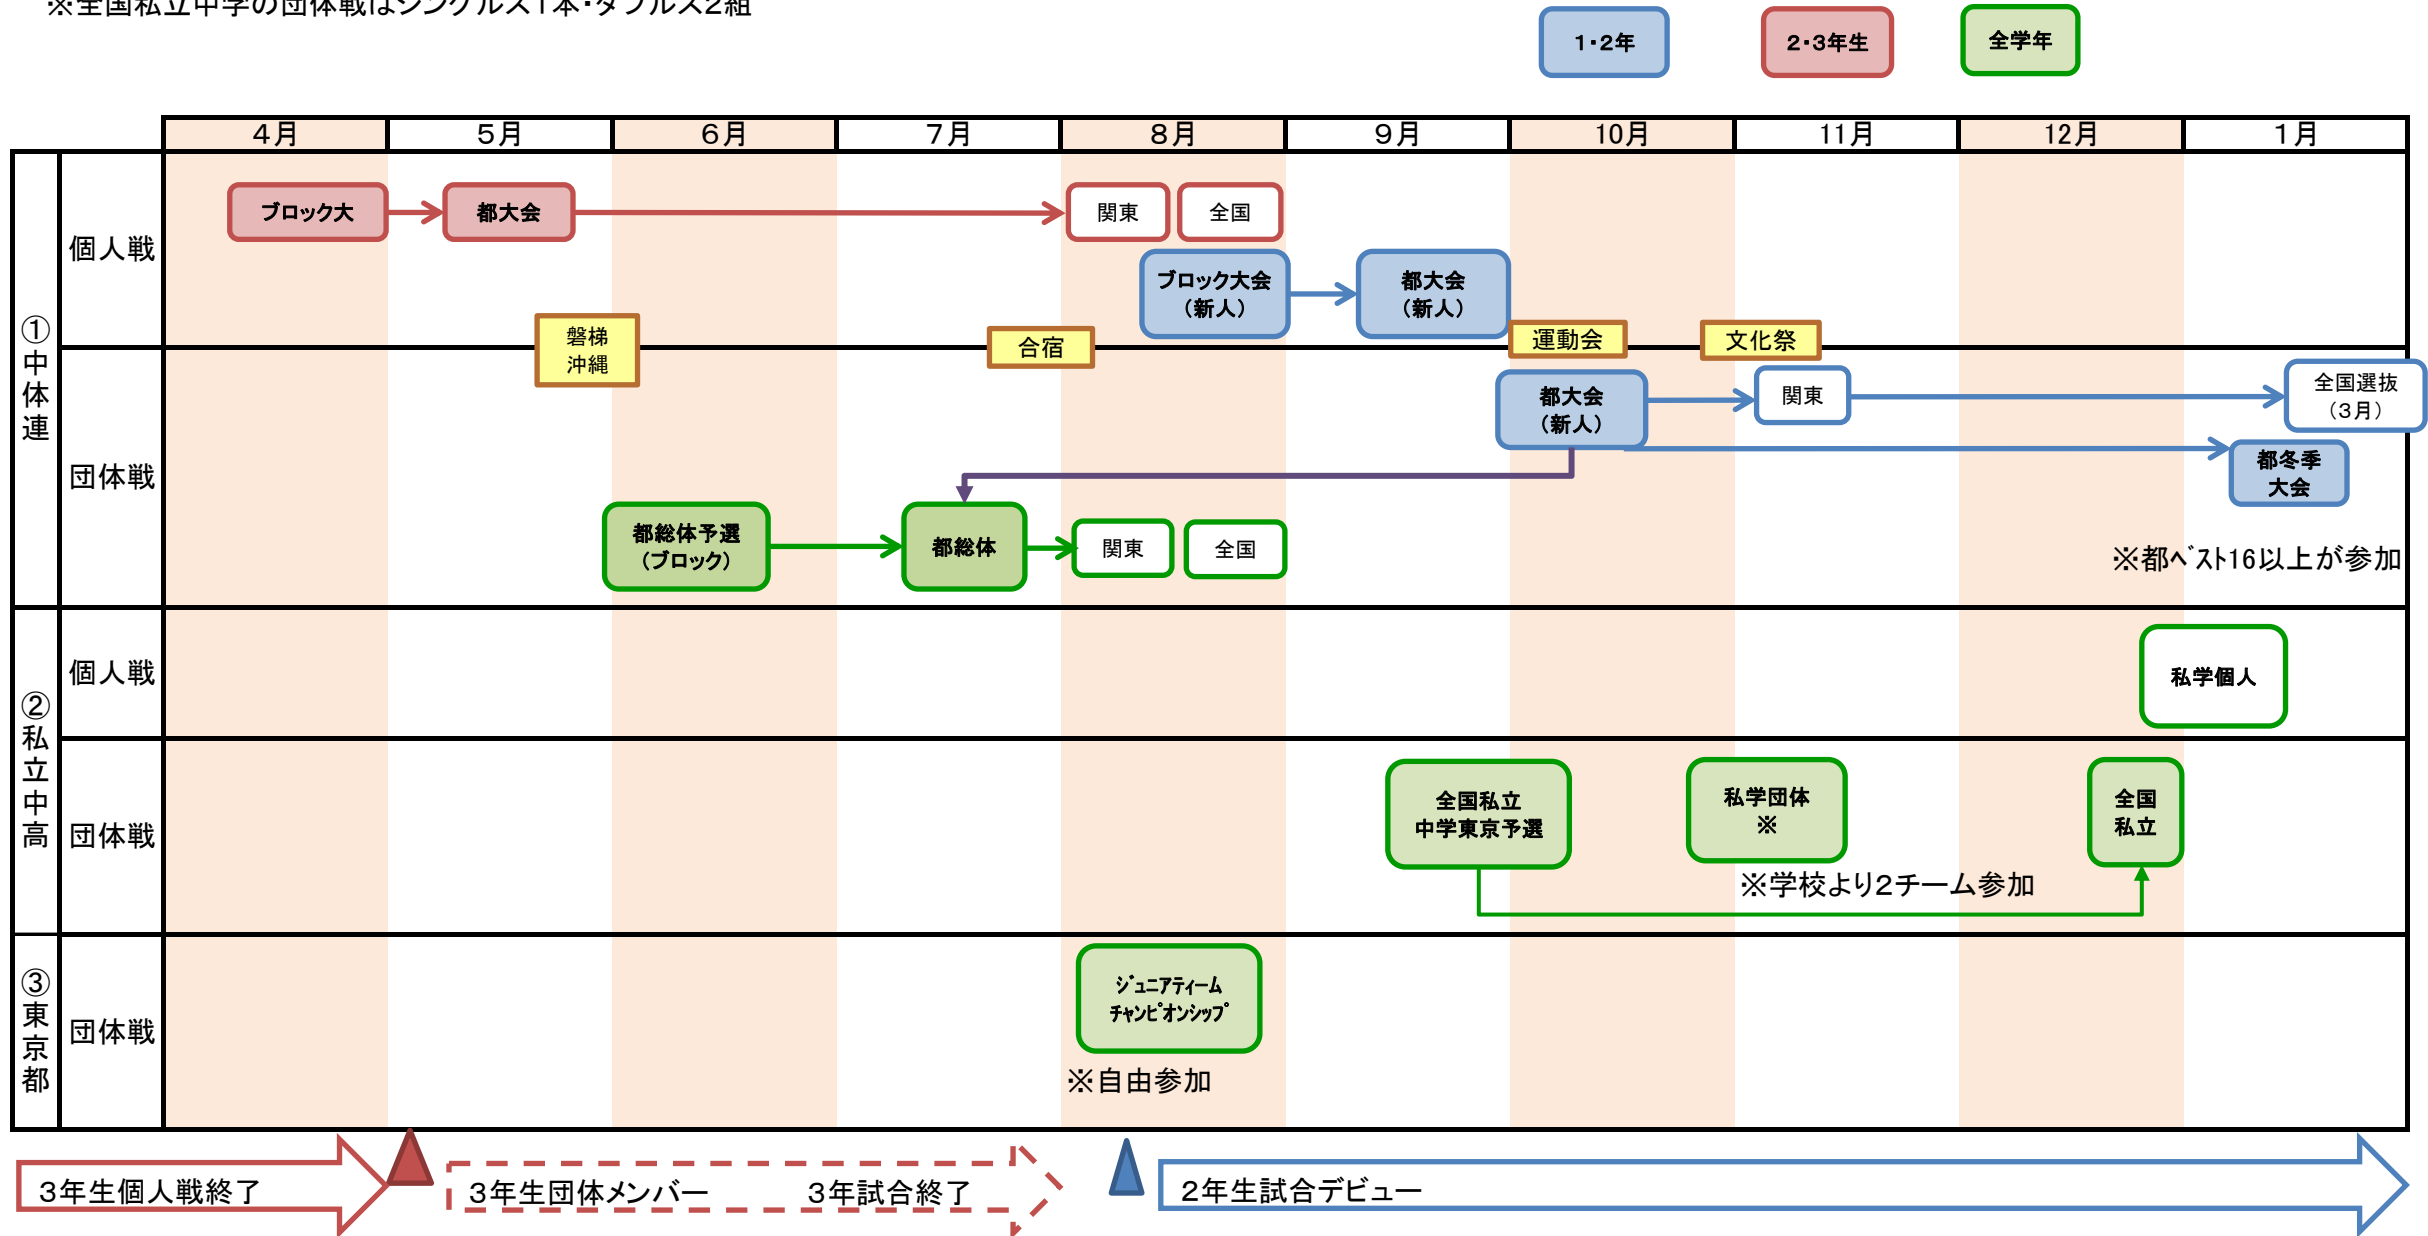 ※全国私立中学の団体戦はシングルス1本・ダブルス2組
1・2年
2・3年生
全学年
4月
5月
6月
7月
8月
9月
10月
11月
12月
1月
①中体連
個人戦
ブロック大
都大会
関東
全国
ブロック大会
（新人）
都大会
（新人）
磐梯
沖縄
合宿
運動会
文化祭
団体戦
都大会
（新人）
関東
全国選抜
（3月）
都冬季
大会
都総体予選
（ブロック）
都総体
関東
全国
※都ﾍﾞｽﾄ16以上が参加
②私立中高
個人戦
私学個人
団体戦
全国私立
中学東京予選
私学団体
※
全国
私立
※学校より2チーム参加
③東京都
団体戦
ｼﾞｭﾆｱﾃｨｰﾑ
ﾁｬﾝﾋﾟｵﾝｼｯﾌﾟ
※自由参加
3年生個人戦終了
3年生団体メンバー
3年試合終了
2年生試合デビュー